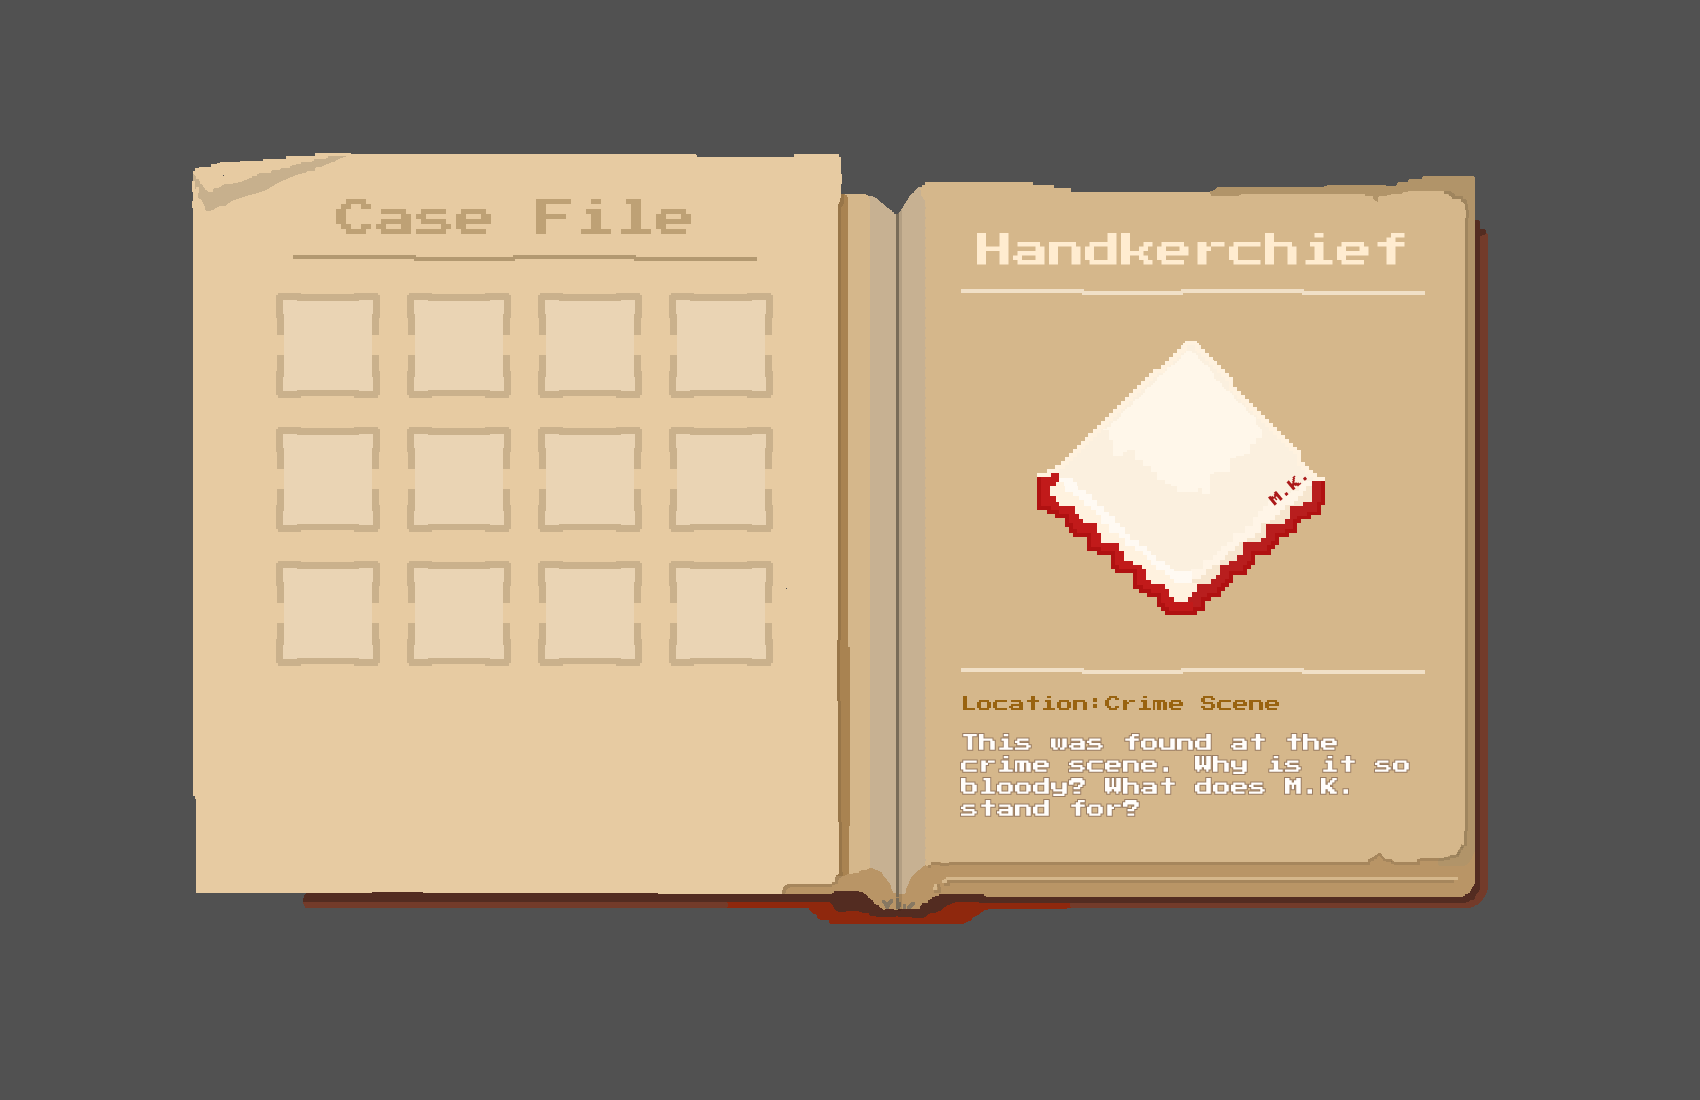 Case File
Handkerchief
M.K.
Location:Crime Scene
This was found at the
crime scene. Why is it so
bloody? What does M.K.
stand for?